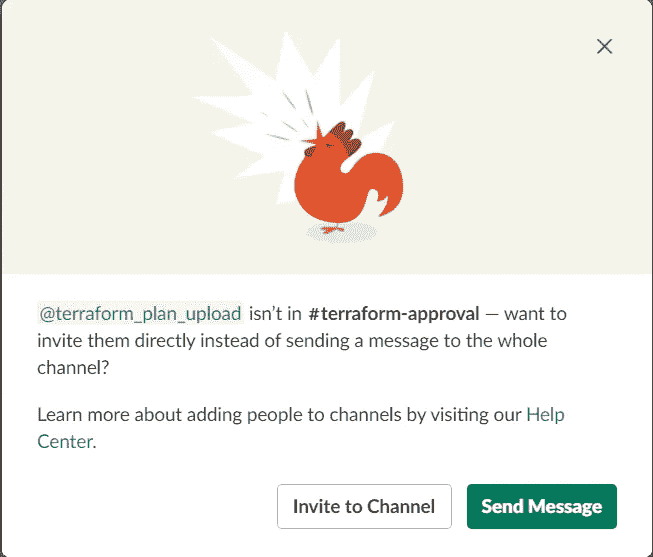 @terraform_plan_upload isn't in #terraform-approval — want to
invite them directly instead of sending a message to the whole
channel?
Learn more about adding people to channels by visiting our Help
Center.
Invite to Channel
Send Message